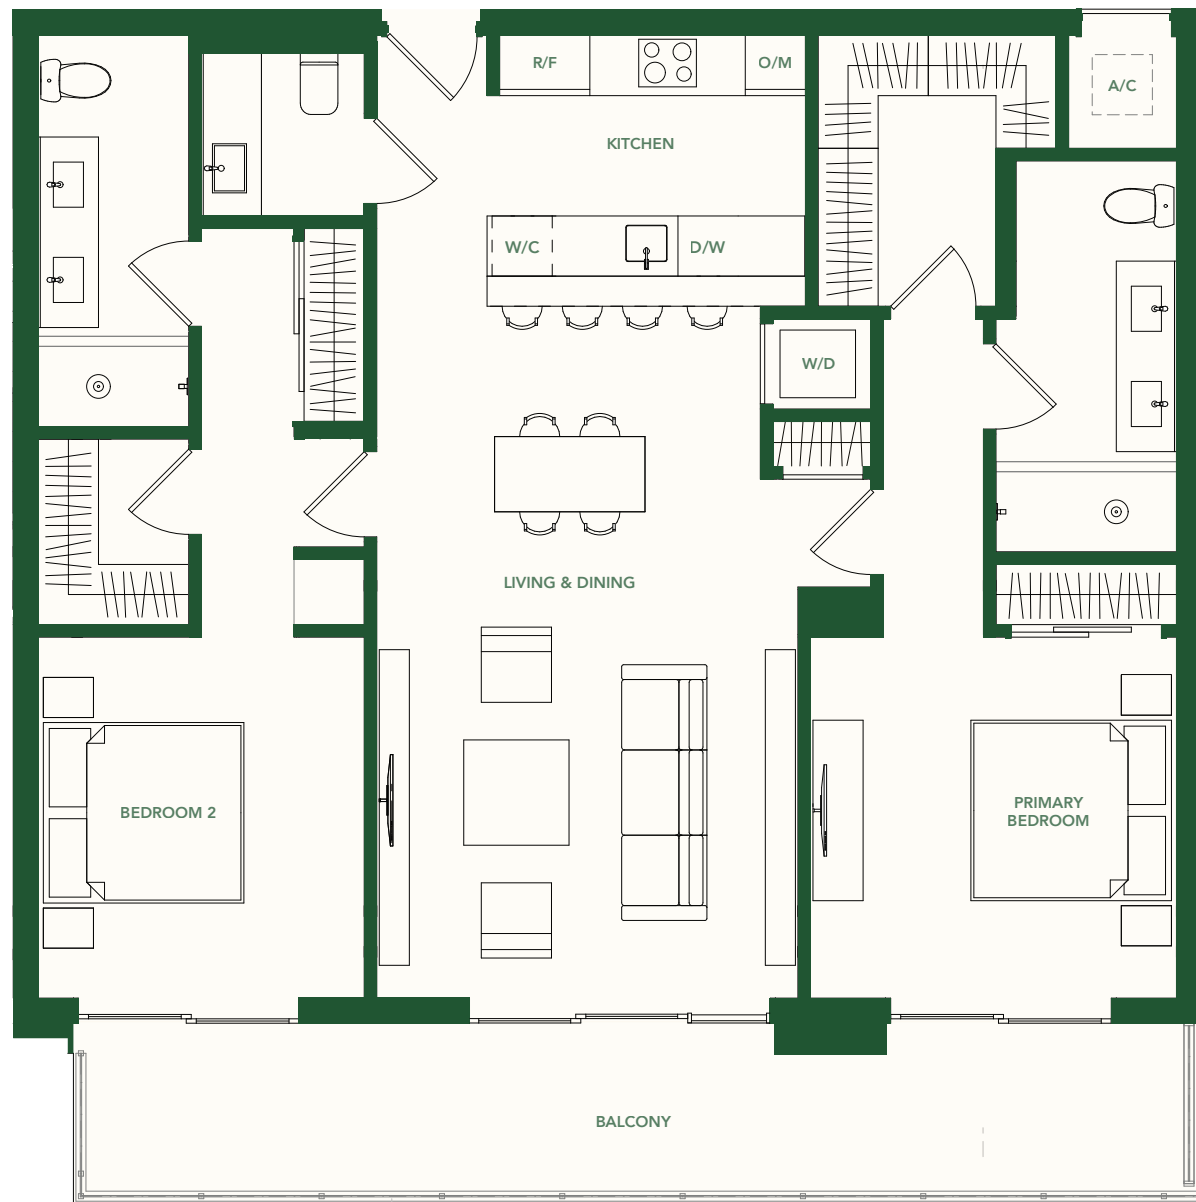 R/F
O/M
A/C
KITCHEN
W/C
D/W
W/D
LIVING & DINING
BEDROOM 2
PRIMARY
BEDROOM
BALCONY